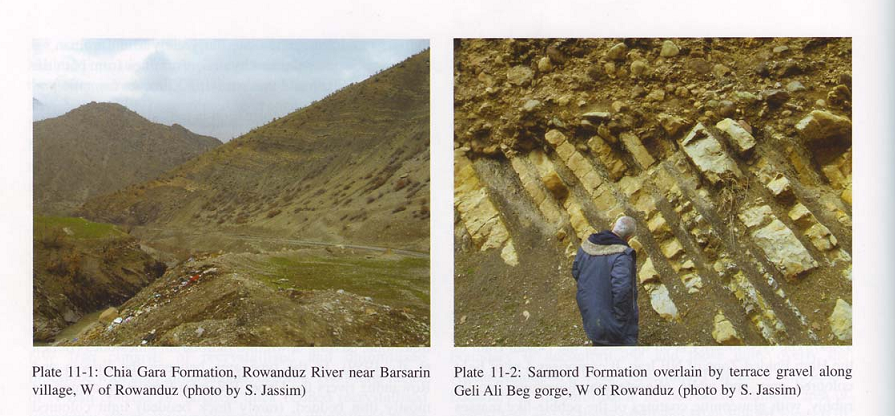 Plate 11-1: Chia Gara Formation, Rowanduz River near Barsarin
village, W of Rowanduz (photo by S. Jassim)
Plate 11-2: Sarmord Formation overlain by terrace gravel along
Geli Ali Beg gorge, W of Rowanduz (photo by S. Jassim)